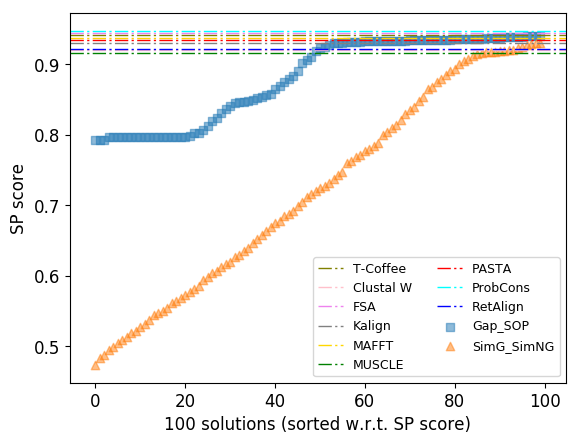 0.9
0.8
0.7
0.6
0.5
SP score
T-Coffee
Clustal W
FSA
Kalign
MAFFT
MUSCLE
PASTA
ProbCons
RetAlign
Gap_SOP
SimG_SimNG
0 20 40 60 80 100
100 solutions (sorted w.r.t. SP score)